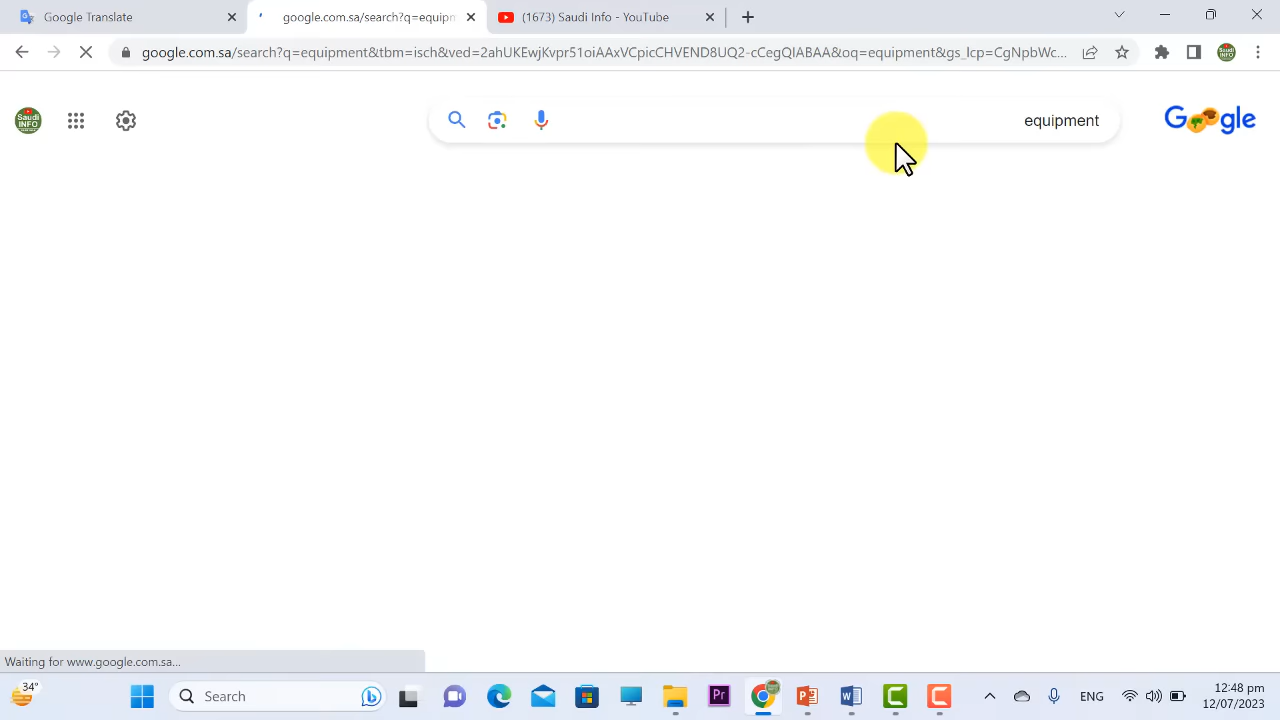 Google Translate
google.com.sa/search?q=equipn
(1673) Saudi Info - YouTube
google.com.sa/search?q=equipment&tbm=isch&ved=2ahUKEwjKvpr51oiAAxVCpicCHVEND8UQ2-cCegQIABAA&oq=equipment&gs_lcp=CgNpbWc...
Saudi INFO
equipment
Google
Waiting for www.google.com.sa...
34°
Search
Pr
ENG
12:48 pm
12/07/2023